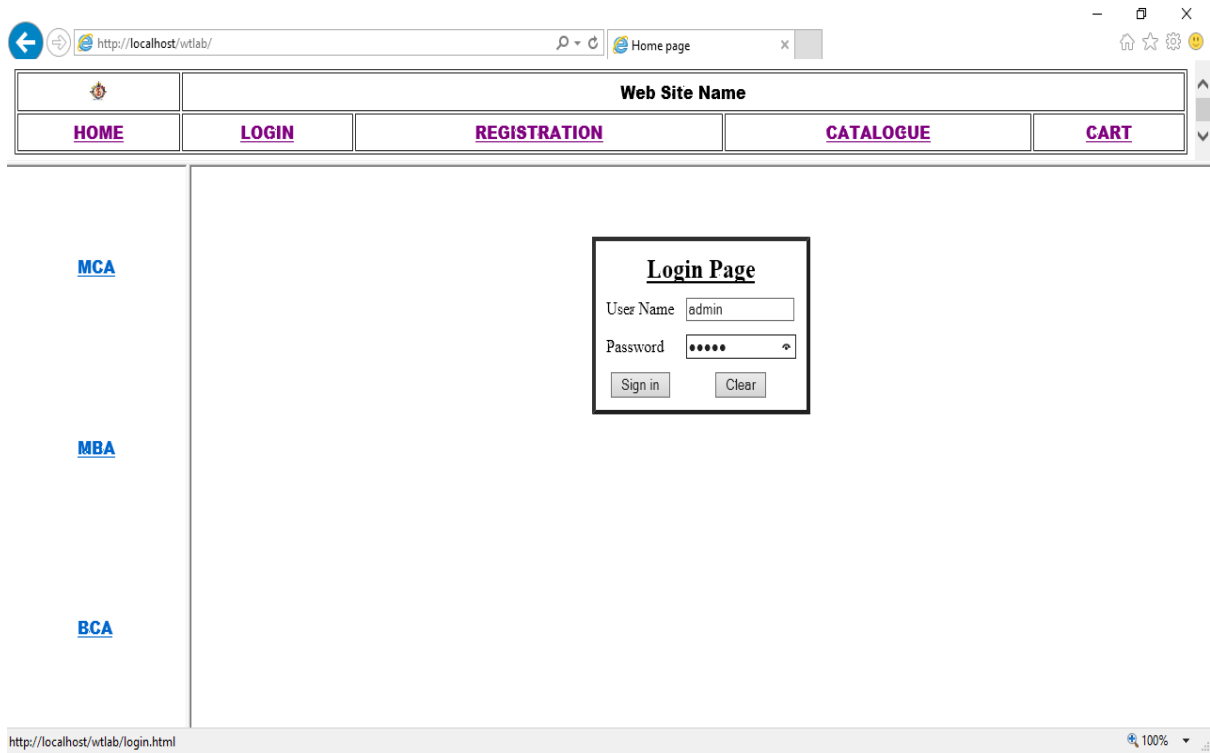 http://localhost/wtlab/
Home page
Web Site Name
HOME LOGIN REGISTRATION CATALOGUE CART
MCA
Login Page
User Name admin
Password •••••
Sign in Clear
MBA
BCA
http://localhost/wtlab/login.html
100%